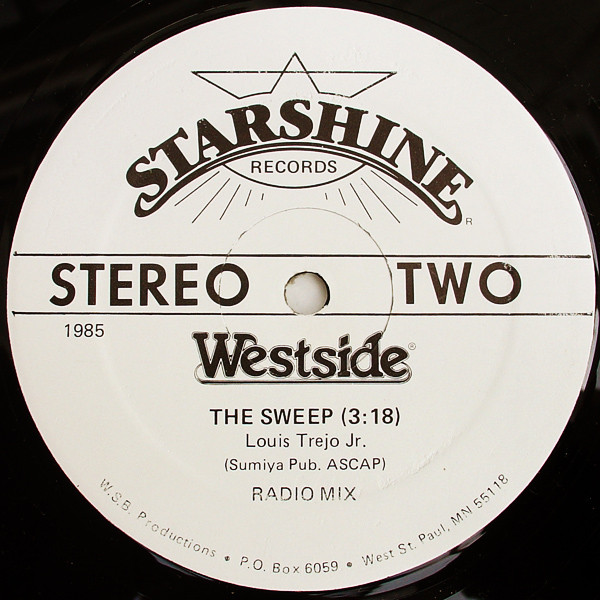 STARSHINE
RECORDS
R
STEREO TWO
1985
Westside®
THE SWEEP (3:18)
Louis Trejo Jr.
(Sumiya Pub. ASCAP)
RADIO MIX
W.S.B. Productions • P.O. Box 6059 • West St. Paul, MN 55118